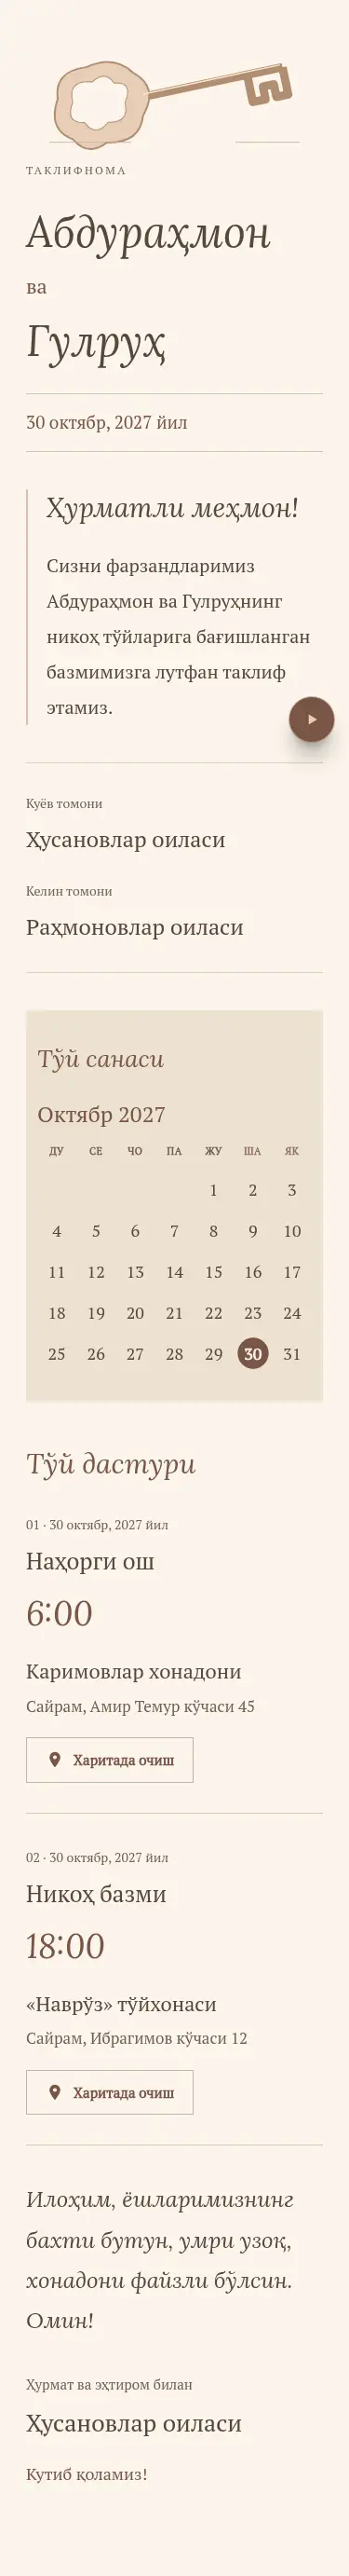 ТАКЛИФНОМА
Абдураҳмон
ва
Гулруҳ
30 октябр, 2027 йил
Ҳурматли меҳмон!
Сизни фарзандларимиз
Абдураҳмон ва Гулруҳнинг
никоҳ тўйларига бағишланган
базмимизга лутфан таклиф
этамиз.
Куёв томони
Ҳусановлар оиласи
Келин томони
Раҳмоновлар оиласи
Тўй санаси
Октябр 2027
ДУ СЕ ЧО ПА ЖУ ША ЯК
1 2 3
4 5 6 7 8 9 10
11 12 13 14 15 16 17
18 19 20 21 22 23 24
25 26 27 28 29 30 31
Тўй дастури
01 · 30 октябр, 2027 йил
Наҳорги ош
6:00
Каримовлар хонадони
Сайрам, Амир Темур кўчаси 45
Харитада очиш
02 · 30 октябр, 2027 йил
Никоҳ базми
18:00
«Наврўз» тўйхонаси
Сайрам, Ибрагимов кўчаси 12
Харитада очиш
Илоҳим, ёшларимизнинг
бахти бутун, умри узоқ,
хонадони файзли бўлсин.
Омин!
Ҳурмат ва эҳтиром билан
Ҳусановлар оиласи
Кутиб қоламиз!